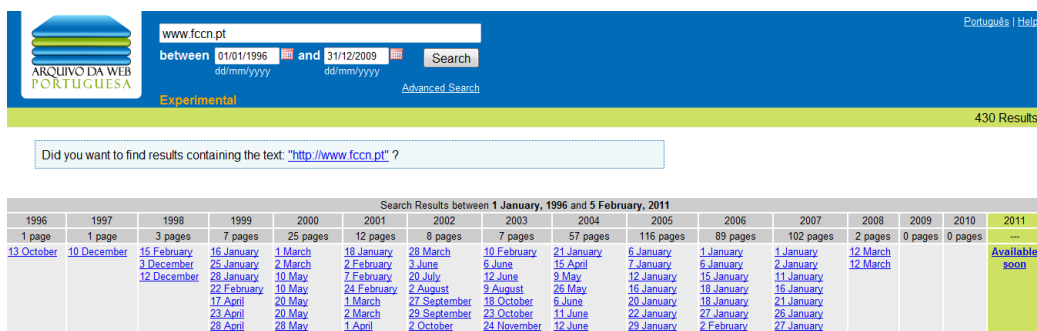 Português | Help
www.fccn.pt
between 01/01/1996 and 31/12/2009 Search
dd/mm/yyyy dd/mm/yyyy
ARQUIVO DA WEB
PORTUGUESA
Advanced Search
Experimental
430 Results
Did you want to find results containing the text: "http://www.fccn.pt" ?
Search Results between 1 January, 1996 and 5 February, 2011
1996 1997 1998 1999 2000 2001 2002 2003 2004 2005 2006 2007 2008 2009 2010 2011
1 page 1 page 3 pages 7 pages 25 pages 12 pages 8 pages 7 pages 57 pages 116 pages 89 pages 102 pages 2 pages 0 pages 0 pages ---
13 October 10 December 15 February 16 January 1 March 18 January 28 March 10 February 21 January 6 January 1 January 1 January 12 March Available
3 December 25 January 2 March 2 February 3 June 6 June 15 April 7 January 6 January 2 January 12 March soon
12 December 28 January 10 May 7 February 20 July 12 June 9 May 12 January 15 January 11 January
22 February 10 May 24 February 2 August 9 August 26 May 16 January 18 January 16 January
17 April 20 May 1 March 27 September 18 October 6 June 20 January 18 January 21 January
23 April 20 May 2 March 29 September 23 October 11 June 22 January 27 January 26 January
28 April 28 May 1 April 2 October 24 November 12 June 29 January 2 February 27 January